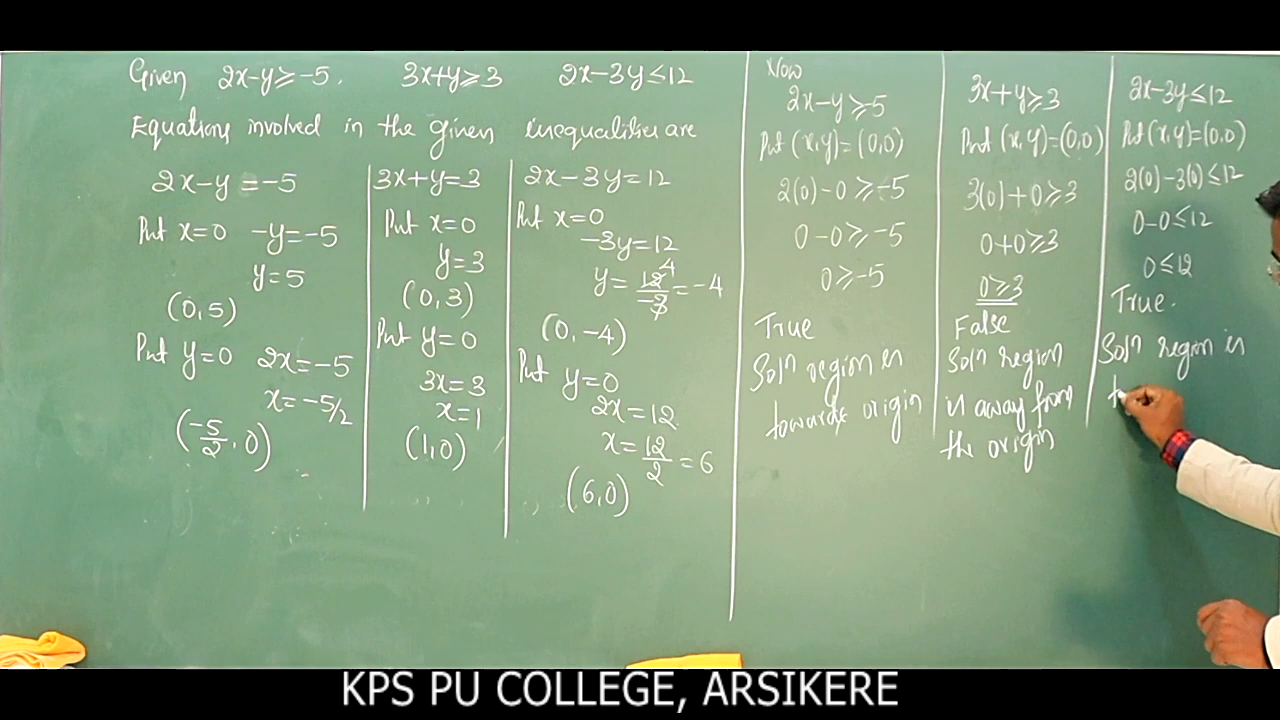 Given 2x-y≥-5. 3x+y≥3 2x-3y≤12
Equations involved in the given inequalities are
2x-y=-5
Put x=0 -y=-5
y=5
(0,5)
Put y=0 2x=-5
x=-5/2
(-5/2, 0)
3x+y=3
Put x=0
y=3
(0,3)
Put y=0
3x=3
x=1
(1,0)
2x-3y=12
Put x=0
-3y=12
y=12/-3=-4
4
(0,-4)
Put y=0
2x=12
x=12/2=6
(6,0)
Now
2x-y≥-5
Put (x,y)=(0,0)
2(0)-0≥-5
0-0≥-5
0≥-5
True
Solⁿ region is
towards origin
3x+y≥3
Put (x,y)=(0,0)
3(0)+0≥3
0+0≥3
0≥3
False
Solⁿ region
is away from
the origin
2x-3y≤12
Put (x,y)=(0,0)
2(0)-3(0)≤12
0-0≤12
0≤12
True.
Solⁿ region is
KPS PU COLLEGE, ARSIKERE